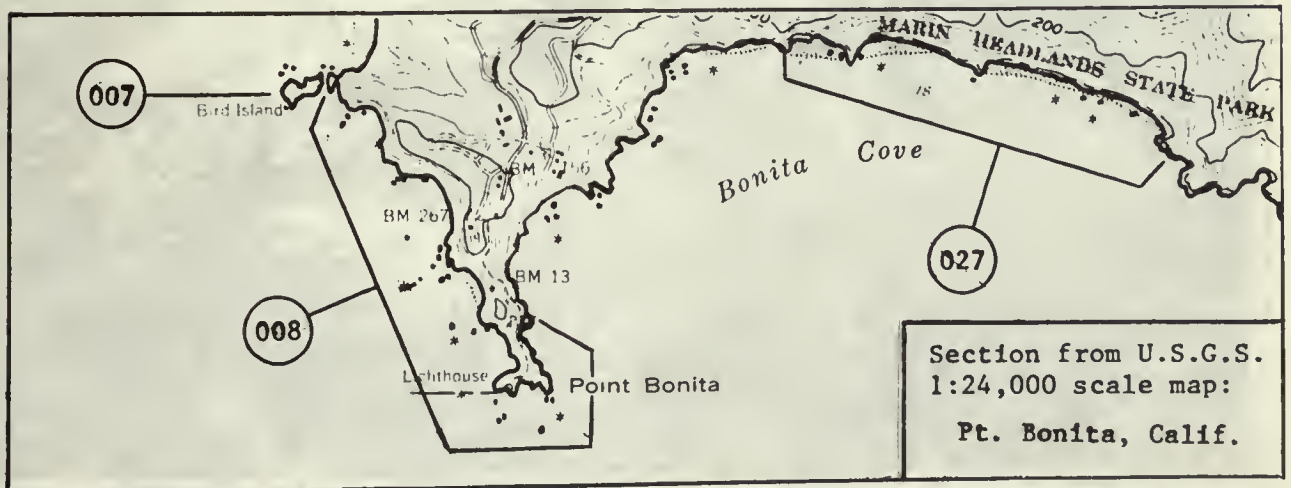 200
MARIN HEADLANDS STATE PARK
007
Bird Island
18
Bonita Cove
BM 267
027
BM 13
008
Lighthouse
Point Bonita
Section from U.S.G.S.
1:24,000 scale map:
Pt. Bonita, Calif.